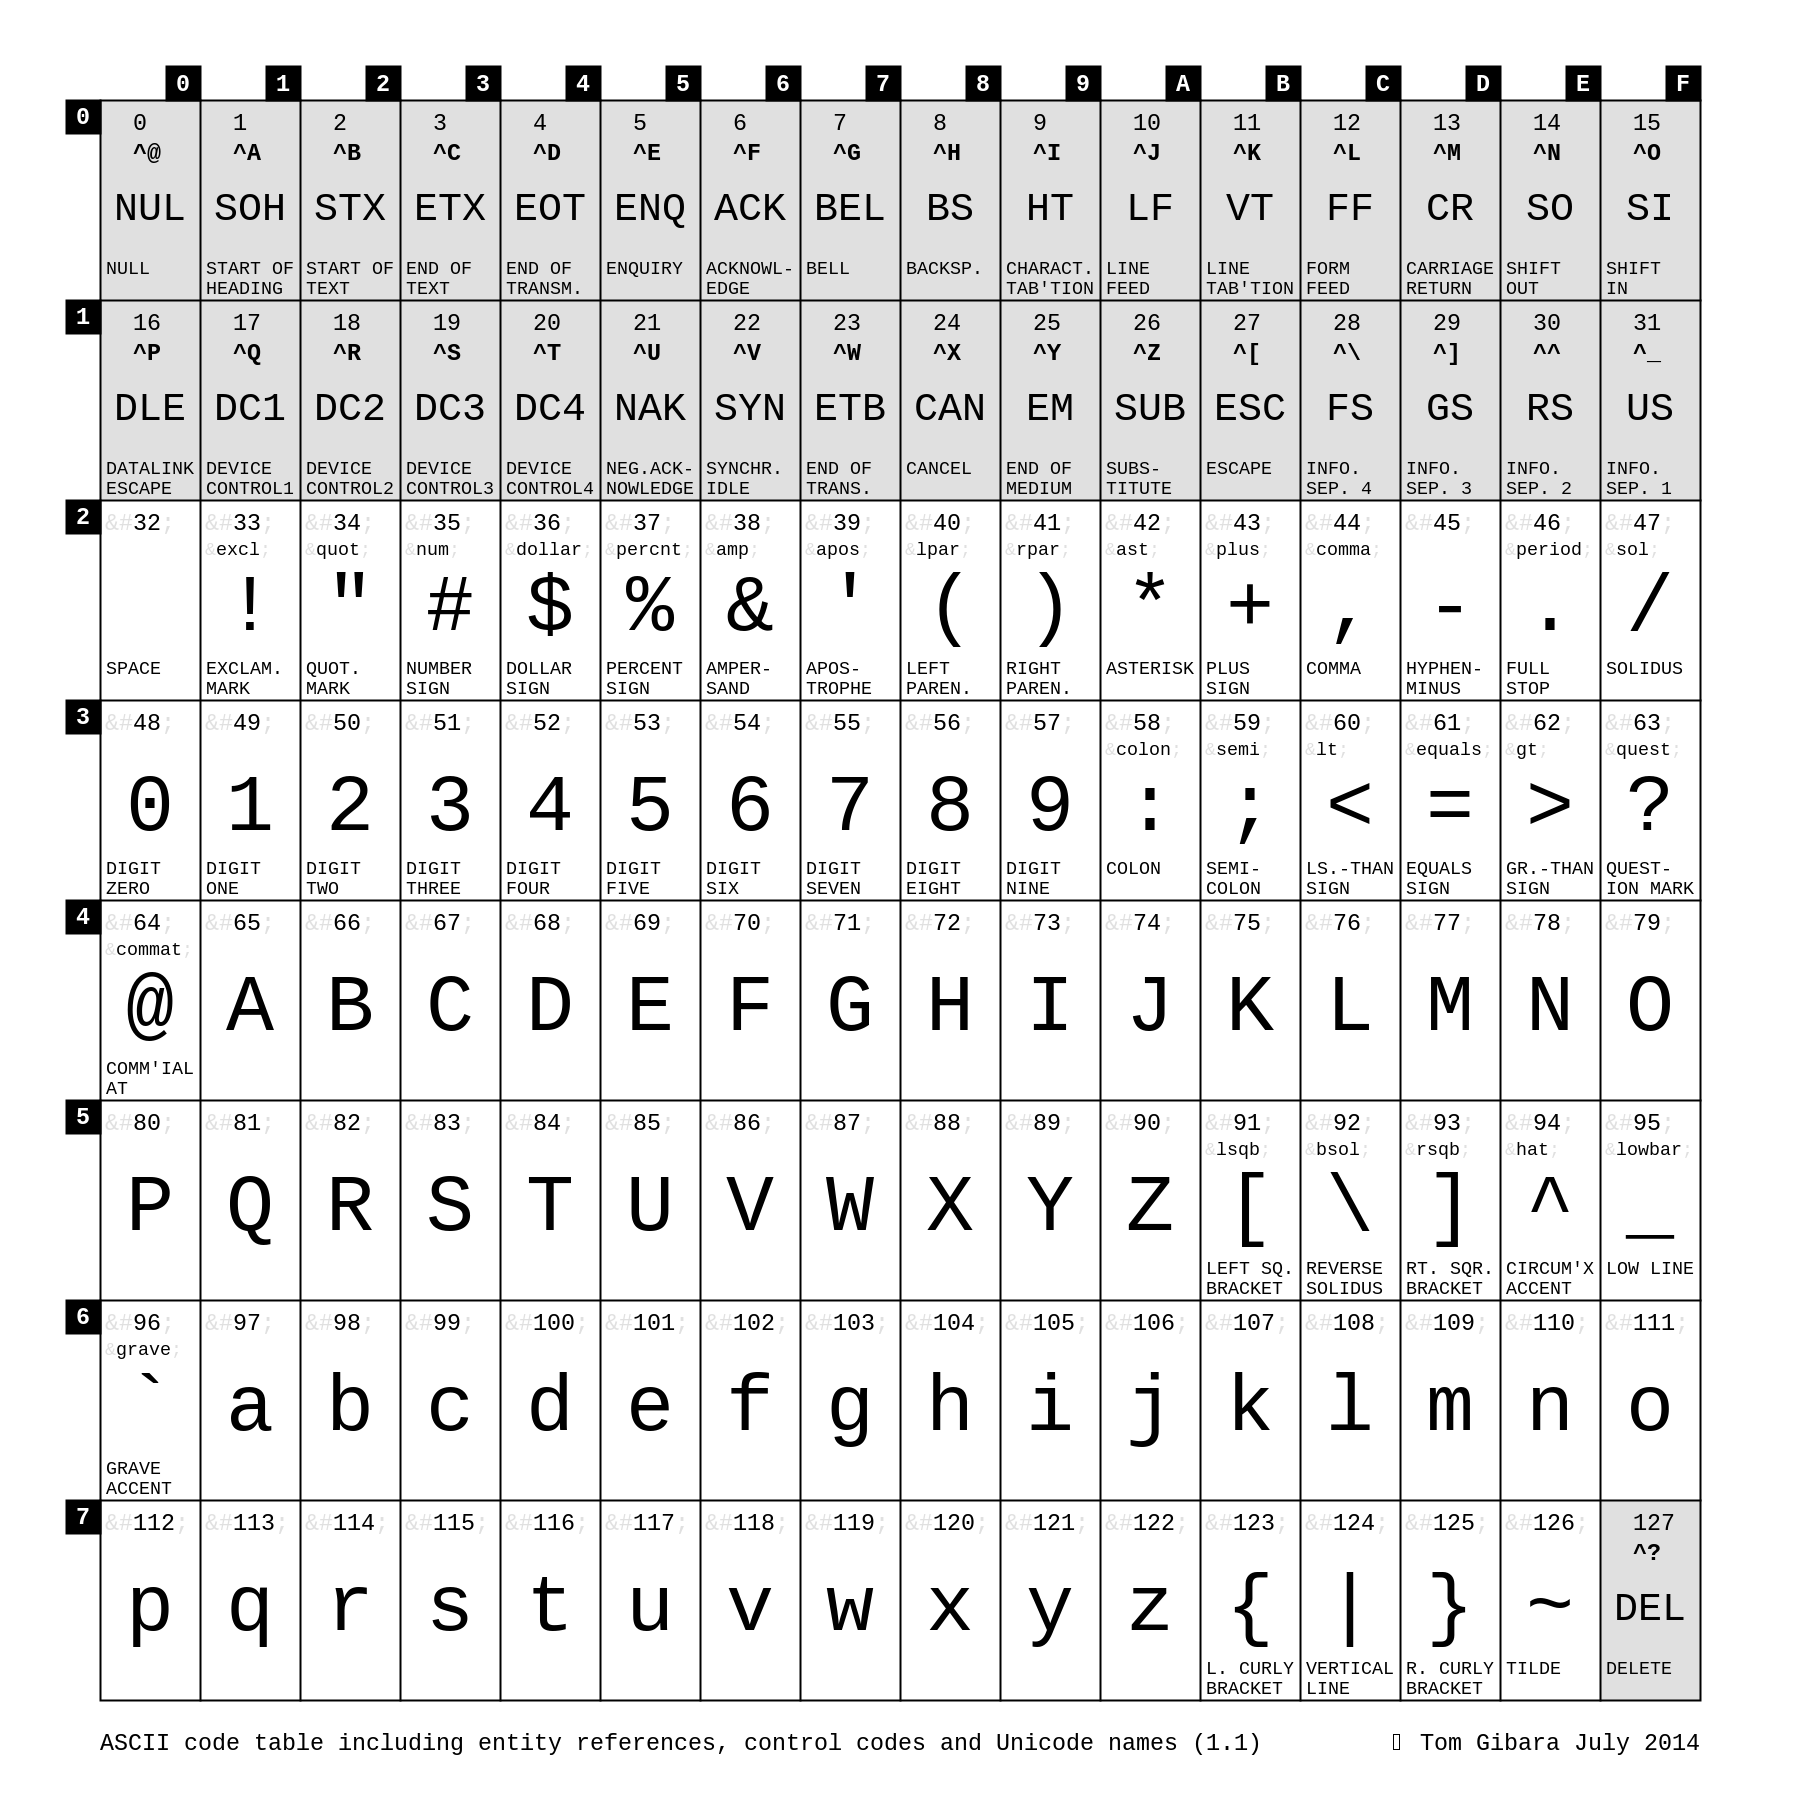 0 1 2 3 4 5 6 7 8 9 A B C D E F
0
0 1 2 3 4 5 6 7 8 9 10 11 12 13 14 15
^@ ^A ^B ^C ^D ^E ^F ^G ^H ^I ^J ^K ^L ^M ^N ^O
NUL SOH STX ETX EOT ENQ ACK BEL BS HT LF VT FF CR SO SI
NULL START OF START OF END OF END OF ENQUIRY ACKNOWL- BELL BACKSP. CHARACT. LINE LINE FORM CARRIAGE SHIFT SHIFT
HEADING TEXT TEXT TRANSM. EDGE TAB'TION FEED TAB'TION FEED RETURN OUT IN
1
16 17 18 19 20 21 22 23 24 25 26 27 28 29 30 31
^P ^Q ^R ^S ^T ^U ^V ^W ^X ^Y ^Z ^[ ^\ ^] ^^ ^_
DLE DC1 DC2 DC3 DC4 NAK SYN ETB CAN EM SUB ESC FS GS RS US
DATALINK DEVICE DEVICE DEVICE DEVICE NEG.ACK- SYNCHR. END OF CANCEL END OF SUBS- ESCAPE INFO. INFO. INFO. INFO.
ESCAPE CONTROL1 CONTROL2 CONTROL3 CONTROL4 NOWLEDGE IDLE TRANS. MEDIUM TITUTE SEP. 4 SEP. 3 SEP. 2 SEP. 1
2
&#32; &#33; &#34; &#35; &#36; &#37; &#38; &#39; &#40; &#41; &#42; &#43; &#44; &#45; &#46; &#47;
&excl; &quot; &num; &dollar; &percnt; &amp; &apos; &lpar; &rpar; &ast; &plus; &comma; &period; &sol;
! " # $ % & ' ( ) * + , - . /
SPACE EXCLAM. QUOT. NUMBER DOLLAR PERCENT AMPER- APOS- LEFT RIGHT ASTERISK PLUS COMMA HYPHEN- FULL SOLIDUS
MARK MARK SIGN SIGN SIGN SAND TROPHE PAREN. PAREN. SIGN MINUS STOP
3
&#48; &#49; &#50; &#51; &#52; &#53; &#54; &#55; &#56; &#57; &#58; &#59; &#60; &#61; &#62; &#63;
&colon; &semi; &lt; &equals; &gt; &quest;
0 1 2 3 4 5 6 7 8 9 : ; < = > ?
DIGIT DIGIT DIGIT DIGIT DIGIT DIGIT DIGIT DIGIT DIGIT DIGIT COLON SEMI- LS.-THAN EQUALS GR.-THAN QUEST-
ZERO ONE TWO THREE FOUR FIVE SIX SEVEN EIGHT NINE COLON SIGN SIGN SIGN ION MARK
4
&#64; &#65; &#66; &#67; &#68; &#69; &#70; &#71; &#72; &#73; &#74; &#75; &#76; &#77; &#78; &#79;
&commat;
@ A B C D E F G H I J K L M N O
COMM'IAL
AT
5
&#80; &#81; &#82; &#83; &#84; &#85; &#86; &#87; &#88; &#89; &#90; &#91; &#92; &#93; &#94; &#95;
&lsqb; &bsol; &rsqb; &hat; &lowbar;
P Q R S T U V W X Y Z [ \ ] ^ _
LEFT SQ. REVERSE RT. SQR. CIRCUM'X LOW LINE
BRACKET SOLIDUS BRACKET ACCENT
6
&#96; &#97; &#98; &#99; &#100; &#101; &#102; &#103; &#104; &#105; &#106; &#107; &#108; &#109; &#110; &#111;
&grave;
` a b c d e f g h i j k l m n o
GRAVE
ACCENT
7
&#112; &#113; &#114; &#115; &#116; &#117; &#118; &#119; &#120; &#121; &#122; &#123; &#124; &#125; &#126; 127
^?
p q r s t u v w x y z { | } ~ DEL
L. CURLY VERTICAL R. CURLY TILDE DELETE
BRACKET LINE BRACKET
ASCII code table including entity references, control codes and Unicode names (1.1) Tom Gibara July 2014